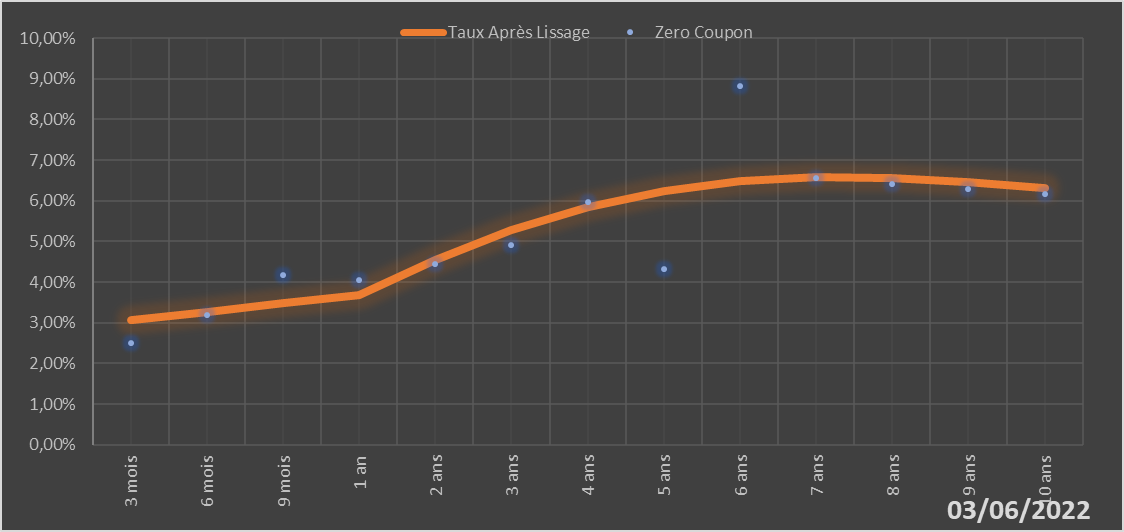 Taux Après Lissage Zero Coupon
10,00%
9,00%
8,00%
7,00%
6,00%
5,00%
4,00%
3,00%
2,00%
1,00%
0,00%
3 mois
6 mois
9 mois
1 an
2 ans
3 ans
4 ans
5 ans
6 ans
7 ans
8 ans
9 ans
10 ans
03/06/2022